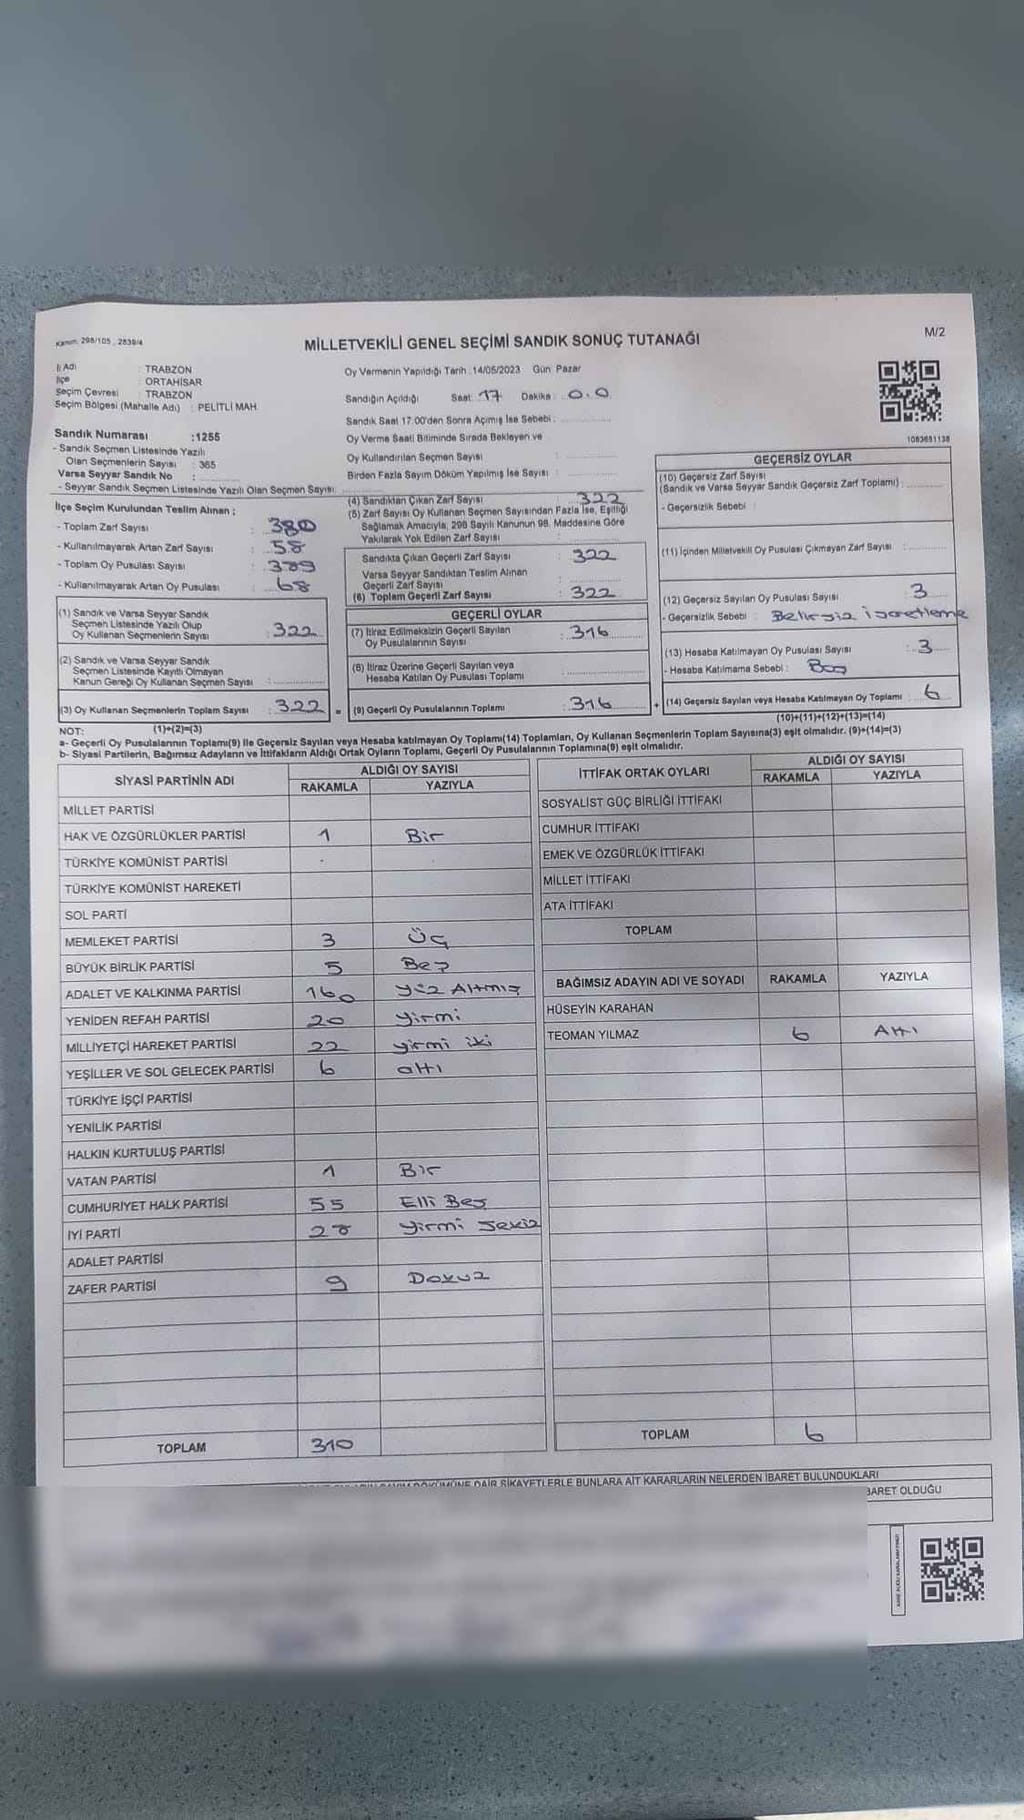 Kanun: 298/105, 2839/4
MİLLETVEKİLİ GENEL SEÇİMİ SANDIK SONUÇ TUTANAĞI
M/2
İl Adı : TRABZON
İlçe : ORTAHİSAR
Seçim Çevresi : TRABZON
Seçim Bölgesi (Mahalle Adı) : PELİTLİ MAH.
Oy Vermenin Yapıldığı Tarih :14/05/2023 Gün: Pazar
Sandığın Açıldığı Saat: 17 Dakika: 0.0
Sandık Saat 17.00'den Sonra Açımış İse Sebebi :
Oy Verme Saati Bitiminde Sırada Bekleyen ve
Oy Kullandırılan Seçmen Sayısı :
Birden Fazla Sayım Döküm Yapılmış İse Sayısı :
1083651138
Sandık Numarası :1255
- Sandık Seçmen Listesinde Yazılı
Olan Seçmenlerin Sayısı : 365
Varsa Seyyar Sandık No :
- Seyyar Sandık Seçmen Listesinde Yazılı Olan Seçmen Sayısı:
İlçe Seçim Kurulundan Teslim Alınan ;
- Toplam Zarf Sayısı : 380
- Kullanılmayarak Artan Zarf Sayısı : 58
- Toplam Oy Pusulası Sayısı : 389
- Kullanılmayarak Artan Oy Pusulası : 68
(1) Sandık ve Varsa Seyyar Sandık
Seçmen Listesinde Yazılı Olup
Oy Kullanan Seçmenlerin Sayısı : 322
(2) Sandık ve Varsa Seyyar Sandık
Seçmen Listesinde Kayıtlı Olmayan
Kanun Gereği Oy Kullanan Seçmen Sayısı :
(3) Oy Kullanan Seçmenlerin Toplam Sayısı : 322 =
(1)+(2)=(3)
(4) Sandıktan Çıkan Zarf Sayısı : 322
(5) Zarf Sayısı Oy Kullanan Seçmen Sayısından Fazla İse, Eşitliği
Sağlamak Amacıyla, 298 Sayılı Kanunun 98. Maddesine Göre
Yakılarak Yok Edilen Zarf Sayısı :
Sandıkta Çıkan Geçerli Zarf Sayısı : 322
Varsa Seyyar Sandıktan Teslim Alınan
Geçerli Zarf Sayısı :
(6) Toplam Geçerli Zarf Sayısı : 322
GEÇERLİ OYLAR
(7) İtiraz Edilmeksizin Geçerli Sayılan
Oy Pusulalarının Sayısı : 316
(8) İtiraz Üzerine Geçerli Sayılan veya
Hesaba Katılan Oy Pusulası Toplamı :
(9) Geçerli Oy Pusulalarının Toplamı : 316 +
GEÇERSİZ OYLAR
(10) Geçersiz Zarf Sayısı
(Sandık ve Varsa Seyyar Sandık Geçersiz Zarf Toplamı) :
- Geçersizlik Sebebi :
(11) İçinden Milletvekili Oy Pusulası Çıkmayan Zarf Sayısı :
(12) Geçersiz Sayılan Oy Pusulası Sayısı : 3
- Geçersizlik Sebebi : Belirsiz İşaretleme
(13) Hesaba Katılmayan Oy Pusulası Sayısı : 3
- Hesaba Katılmama Sebebi : Boş
(14) Geçersiz Sayılan veya Hesaba Katılmayan Oy Toplamı : 6
(10)+(11)+(12)+(13)=(14)
NOT:
a- Geçerli Oy Pusulalarının Toplamı(9) ile Geçersiz Sayılan veya Hesaba katılmayan Oy Toplamı(14) Toplamları, Oy Kullanan Seçmenlerin Toplam Sayısına(3) eşit olmalıdır. (9)+(14)=(3)
b- Siyasi Partilerin, Bağımsız Adayların ve İttifakların Aldığı Ortak Oyların Toplamı, Geçerli Oy Pusulalarının Toplamına(9) eşit olmalıdır.
SİYASİ PARTİNİN ADI ALDIĞI OY SAYISI
RAKAMLA YAZIYLA
MİLLET PARTİSİ
HAK VE ÖZGÜRLÜKLER PARTİSİ 1 Bir
TÜRKİYE KOMÜNİST PARTİSİ
TÜRKİYE KOMÜNİST HAREKETİ
SOL PARTİ
MEMLEKET PARTİSİ 3 Üç
BÜYÜK BİRLİK PARTİSİ 5 Beş
ADALET VE KALKINMA PARTİSİ 160 Yüz Altmış
YENİDEN REFAH PARTİSİ 20 Yirmi
MİLLİYETÇİ HAREKET PARTİSİ 22 yirmi iki
YEŞİLLER VE SOL GELECEK PARTİSİ 6 altı
TÜRKİYE İŞÇİ PARTİSİ
YENİLİK PARTİSİ
HALKIN KURTULUŞ PARTİSİ
VATAN PARTİSİ 1 Bir
CUMHURİYET HALK PARTİSİ 55 Elli Beş
İYİ PARTİ 28 Yirmi Sekiz
ADALET PARTİSİ
ZAFER PARTİSİ 9 Dokuz
TOPLAM 310
İTTİFAK ORTAK OYLARI ALDIĞI OY SAYISI
RAKAMLA YAZIYLA
SOSYALİST GÜÇ BİRLİĞİ İTTİFAKI
CUMHUR İTTİFAKI
EMEK VE ÖZGÜRLÜK İTTİFAKI
MİLLET İTTİFAKI
ATA İTTİFAKI
TOPLAM
BAĞIMSIZ ADAYIN ADI VE SOYADI RAKAMLA YAZIYLA
HÜSEYİN KARAHAN
TEOMAN YILMAZ 6 Altı
TOPLAM 6
DAİR ŞİKAYETLERLE BUNLARA AİT KARARLARIN NELERDEN İBARET BULUNDUKLARI
OLDUĞU